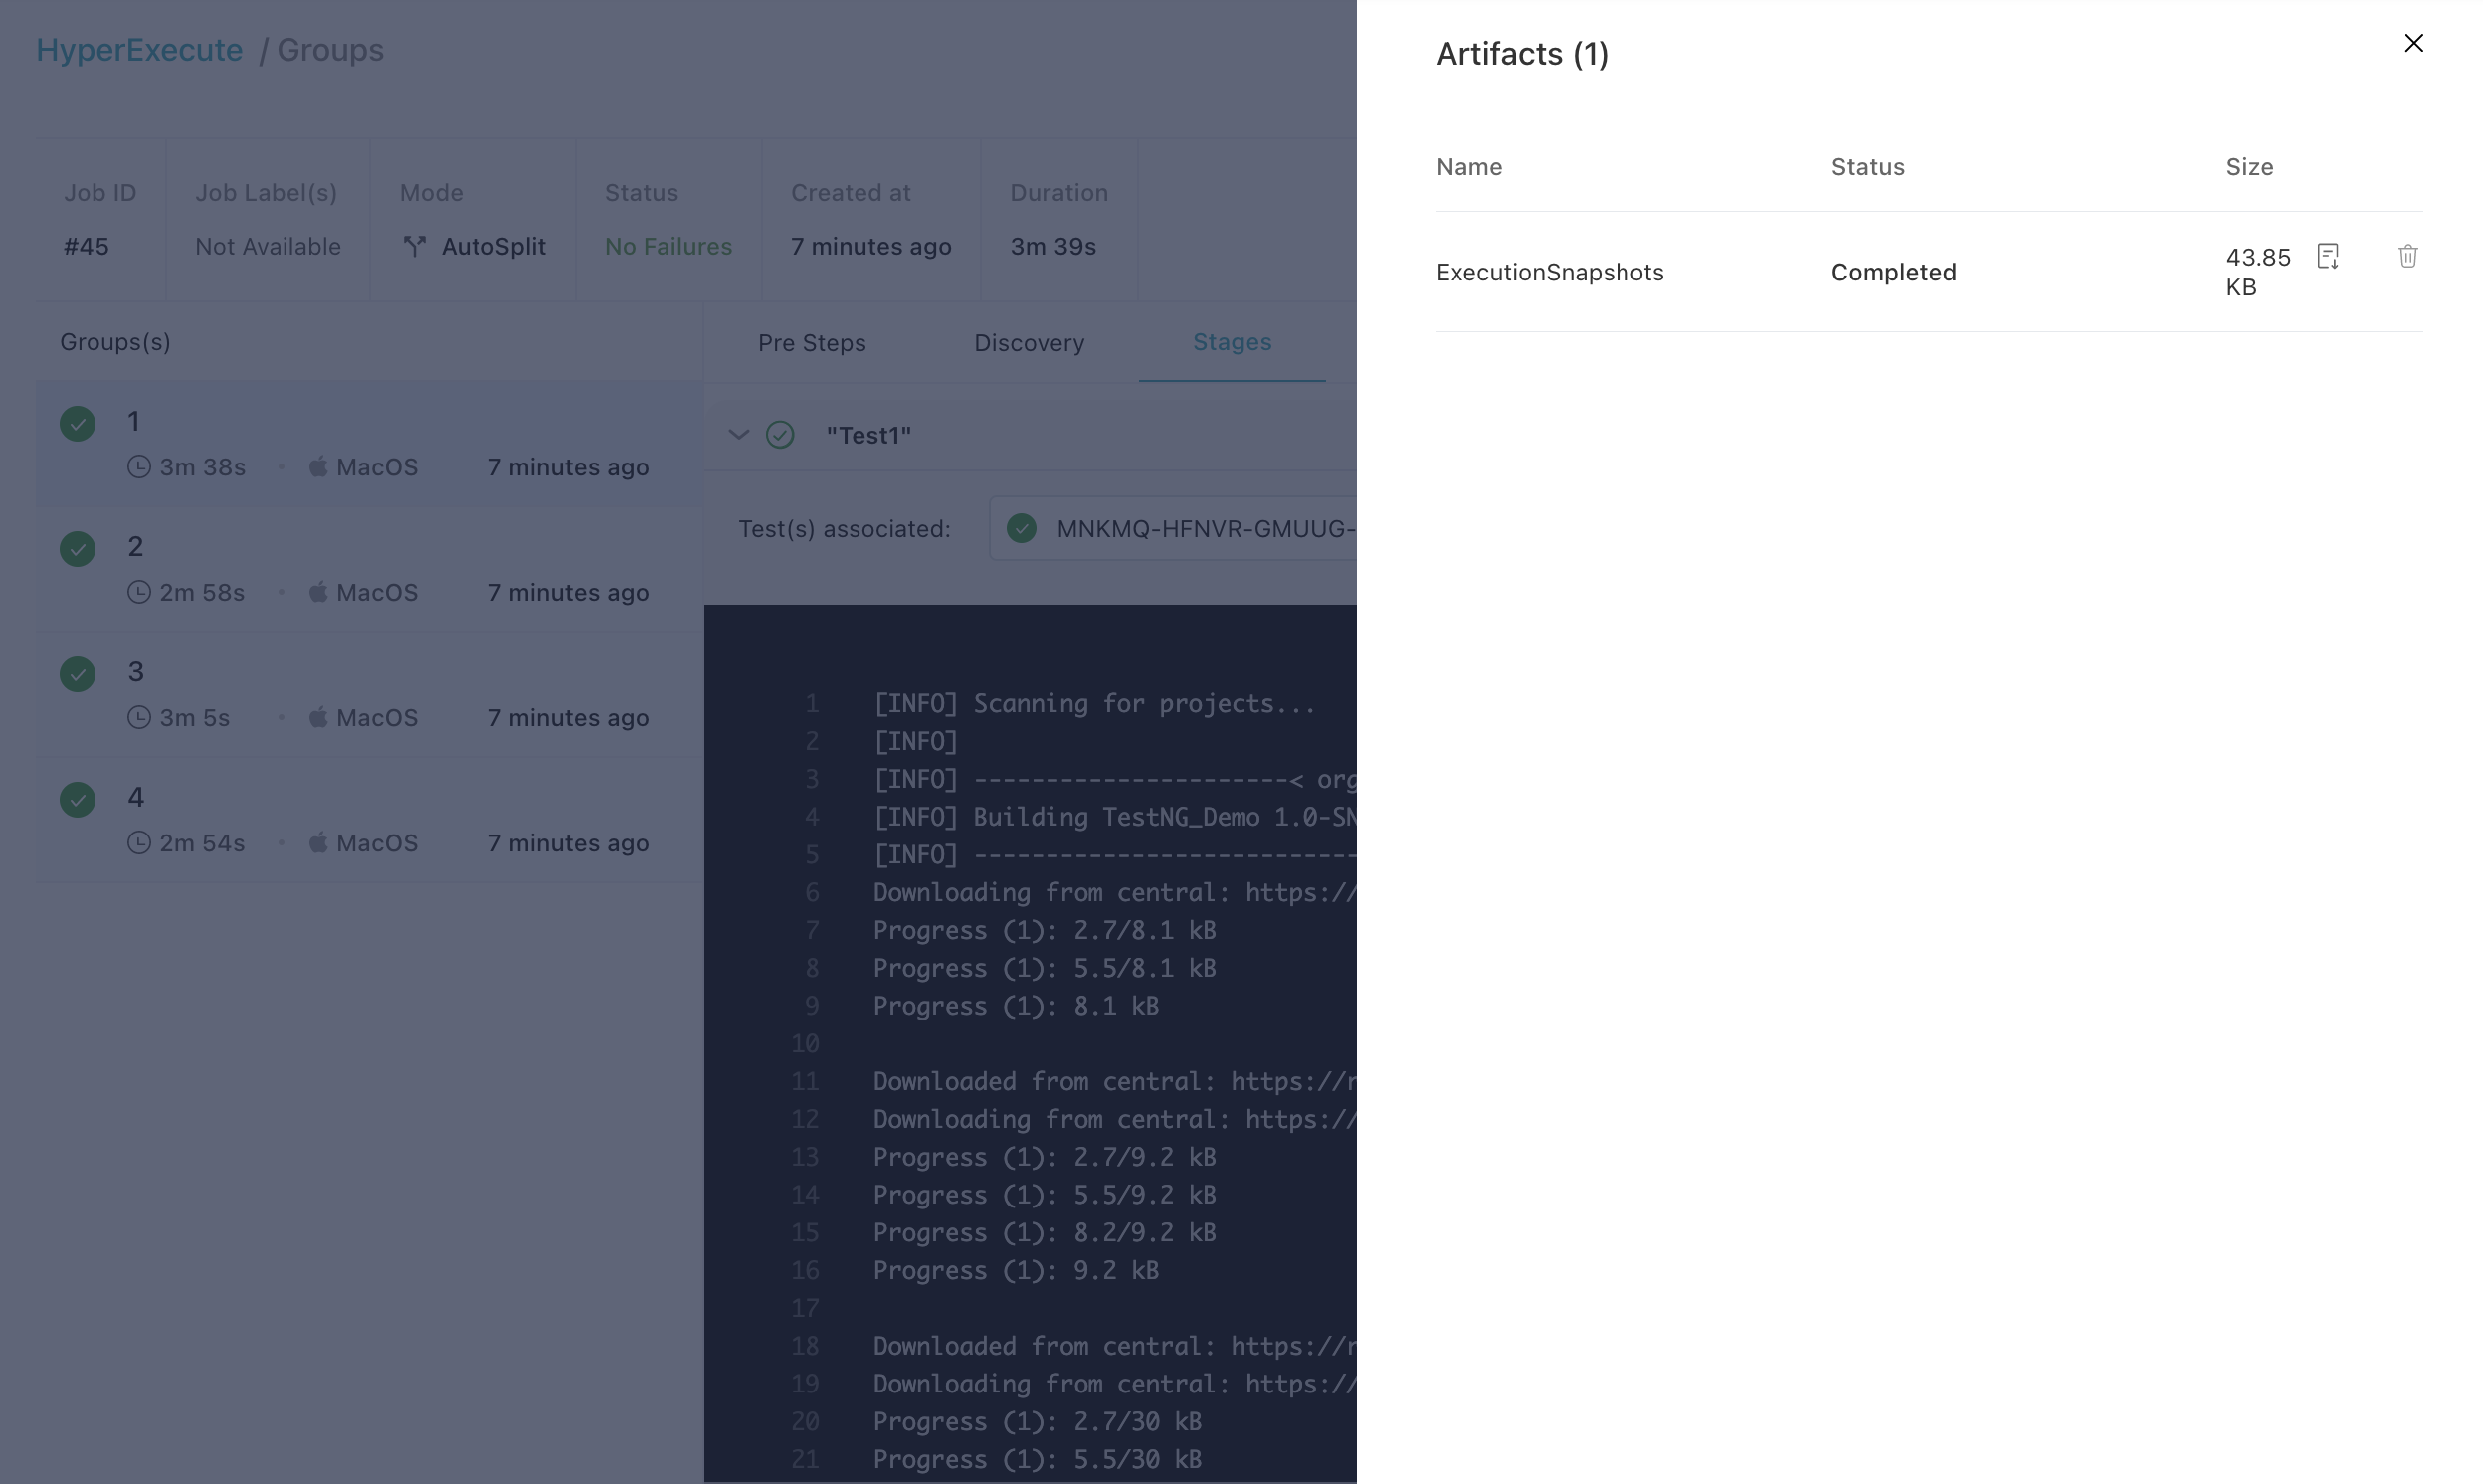 HyperExecute / Groups
Job ID
Job Label(s)
Mode
Status
Created at
Duration
#45
Not Available
AutoSplit
No Failures
7 minutes ago
3m 39s
Groups(s)
1
3m 38s
MacOS
7 minutes ago
2
2m 58s
MacOS
7 minutes ago
3
3m 5s
MacOS
7 minutes ago
4
2m 54s
MacOS
7 minutes ago
Pre Steps
Discovery
Stages
"Test1"
Test(s) associated:
MNKMQ-HFNVR-GMUUG-
1 [INFO] Scanning for projects...
2 [INFO]
3 [INFO] ----------------------< org
4 [INFO] Building TestNG_Demo 1.0-SN
5 [INFO] ---------------------------
6 Downloading from central: https://
7 Progress (1): 2.7/8.1 kB
8 Progress (1): 5.5/8.1 kB
9 Progress (1): 8.1 kB
10
11 Downloaded from central: https://r
12 Downloading from central: https://
13 Progress (1): 2.7/9.2 kB
14 Progress (1): 5.5/9.2 kB
15 Progress (1): 8.2/9.2 kB
16 Progress (1): 9.2 kB
17
18 Downloaded from central: https://r
19 Downloading from central: https://
20 Progress (1): 2.7/30 kB
21 Progress (1): 5.5/30 kB
Artifacts (1)
Name
Status
Size
ExecutionSnapshots
Completed
43.85
KB